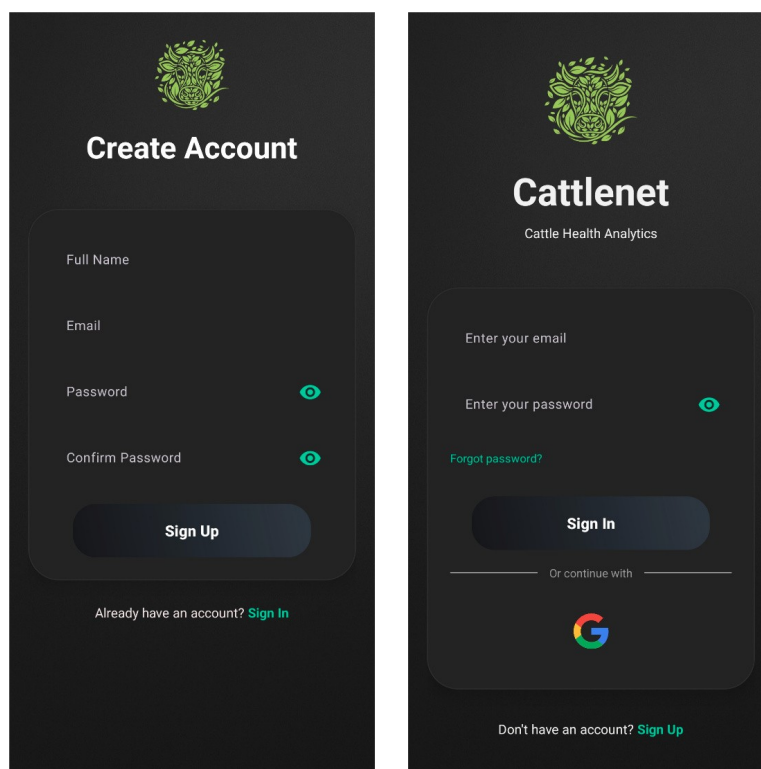 Create Account
Full Name
Email
Password
Confirm Password
Sign Up
Already have an account? Sign In
Cattlenet
Cattle Health Analytics
Enter your email
Enter your password
Forgot password?
Sign In
Or continue with
Don't have an account? Sign Up